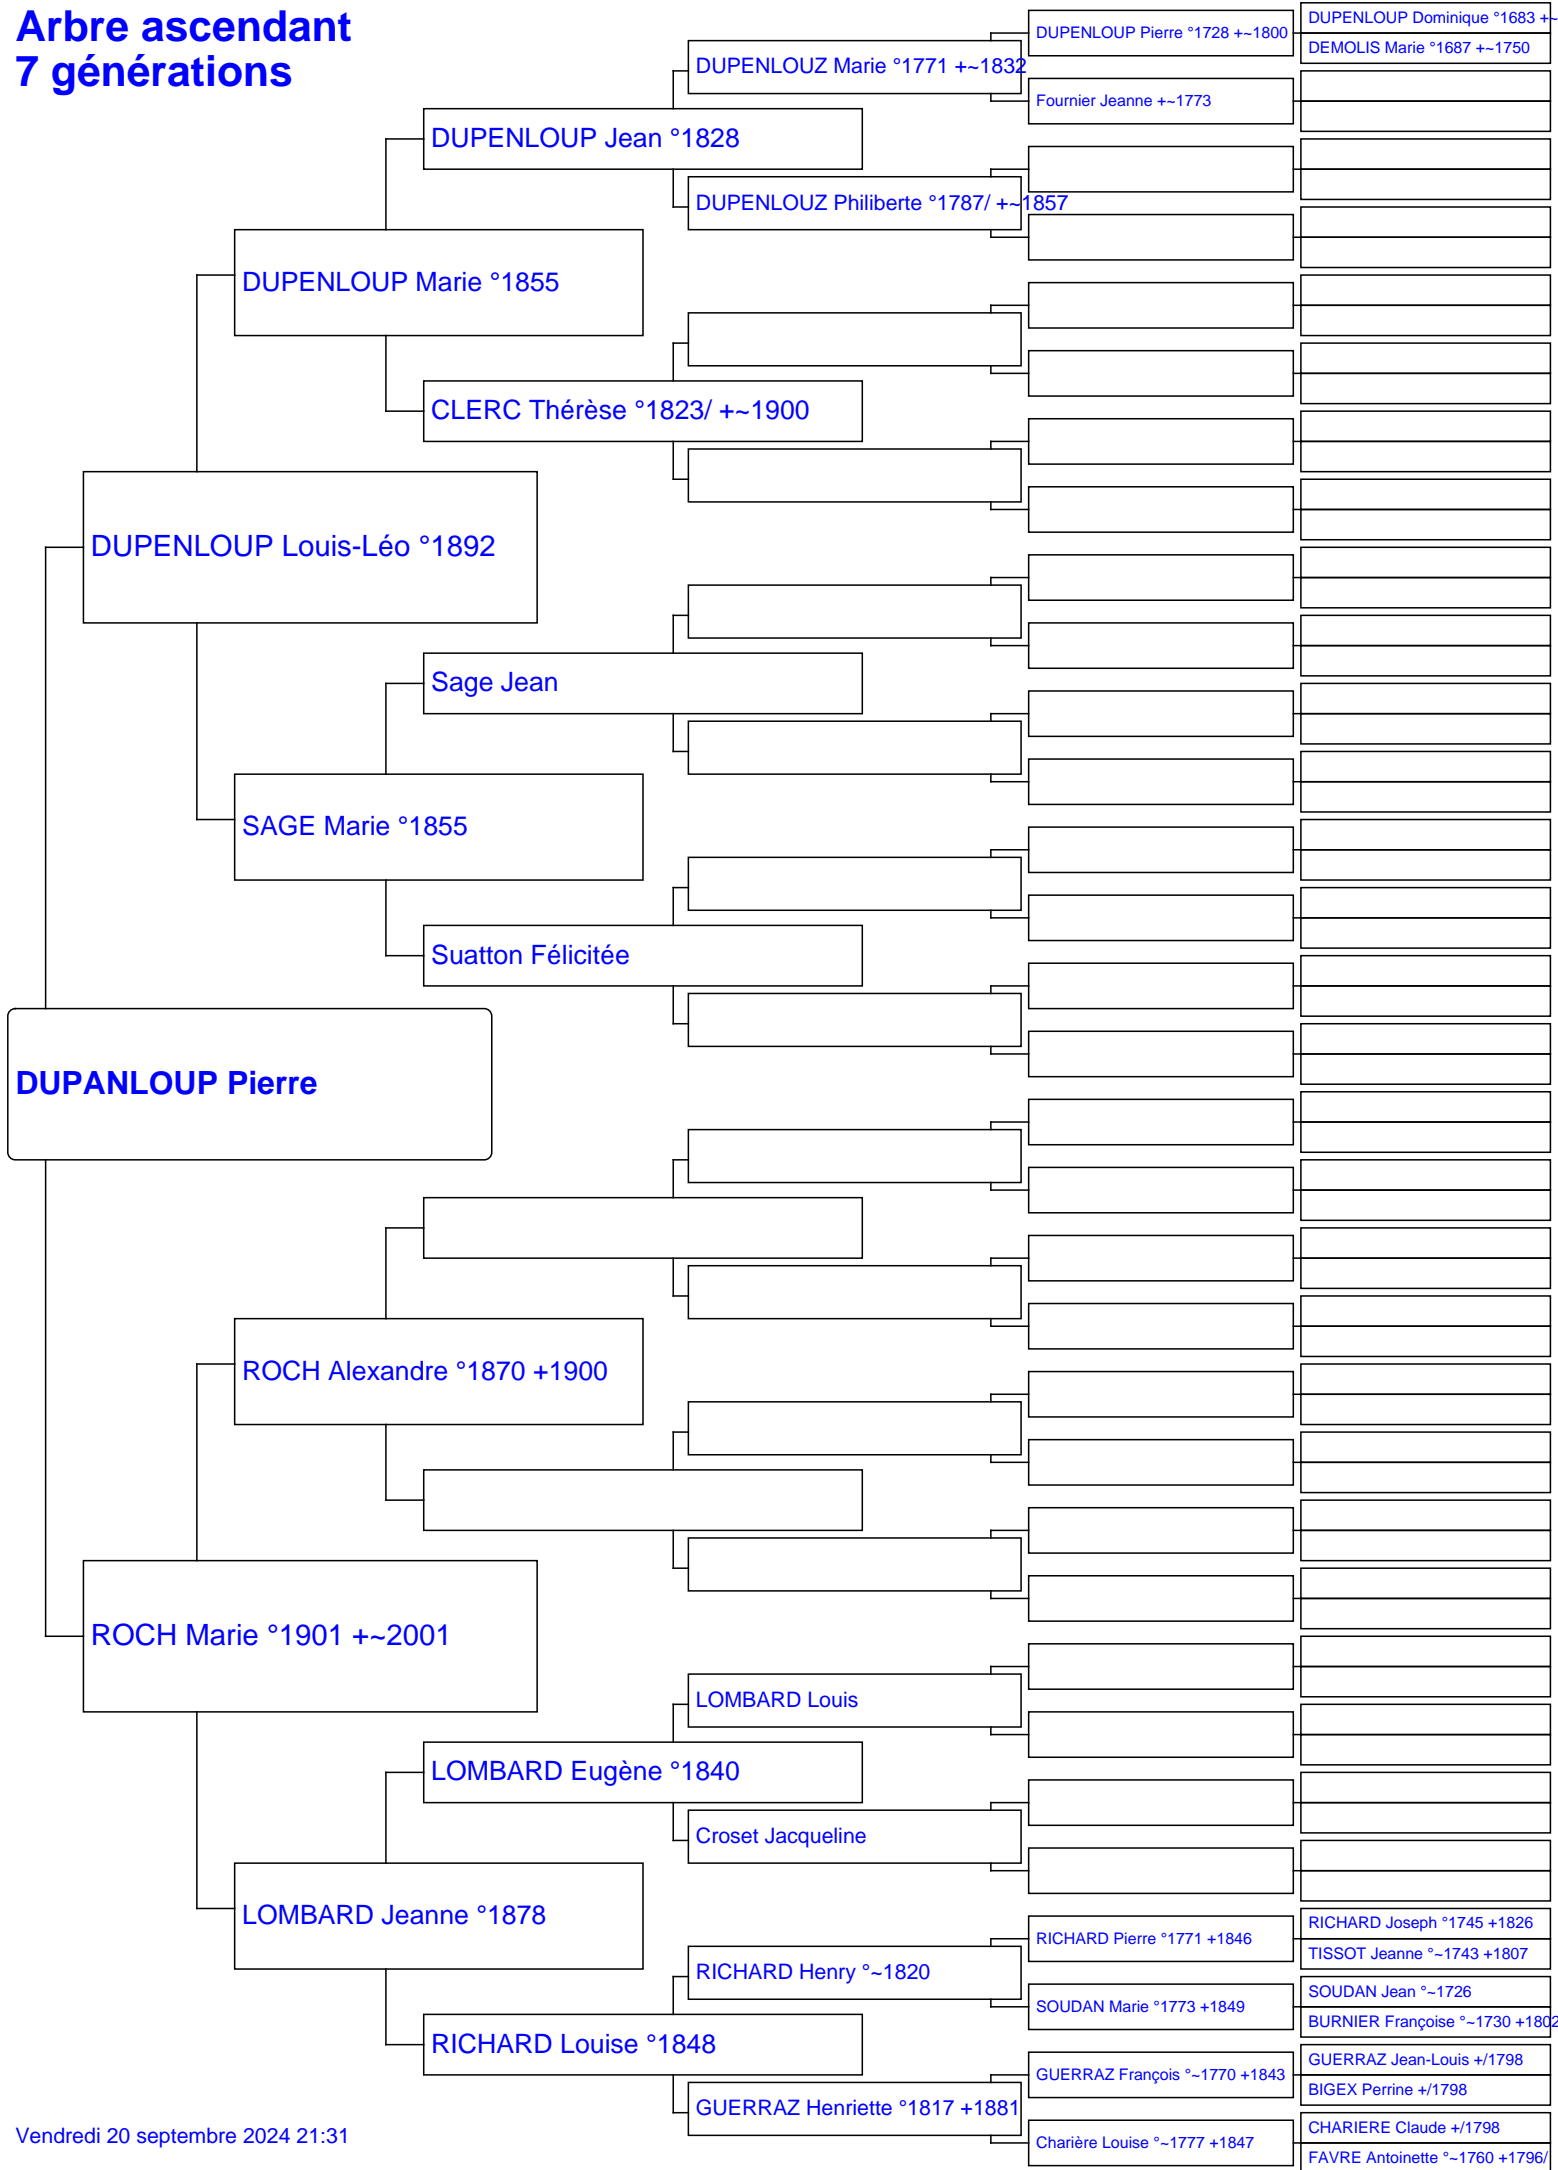 Arbre ascendant
7 générations
DUPENLOUP Dominique °1683 +~
DUPENLOUP Pierre °1728 +~1800
DEMOLIS Marie °1687 +~1750
DUPENLOUZ Marie °1771 +~1832
Fournier Jeanne +~1773
DUPENLOUP Jean °1828
DUPENLOUZ Philiberte °1787/ +~1857
DUPENLOUP Marie °1855
CLERC Thérèse °1823/ +~1900
DUPENLOUP Louis-Léo °1892
Sage Jean
SAGE Marie °1855
Suatton Félicitée
DUPANLOUP Pierre
ROCH Alexandre °1870 +1900
ROCH Marie °1901 +~2001
LOMBARD Louis
LOMBARD Eugène °1840
Croset Jacqueline
LOMBARD Jeanne °1878
RICHARD Joseph °1745 +1826
RICHARD Pierre °1771 +1846
TISSOT Jeanne °~1743 +1807
RICHARD Henry °~1820
SOUDAN Jean °~1726
SOUDAN Marie °1773 +1849
BURNIER Françoise °~1730 +1802
RICHARD Louise °1848
GUERRAZ Jean-Louis +/1798
GUERRAZ François °~1770 +1843
BIGEX Perrine +/1798
GUERRAZ Henriette °1817 +1881
CHARIERE Claude +/1798
Charière Louise °~1777 +1847
FAVRE Antoinette °~1760 +1796/
Vendredi 20 septembre 2024 21:31